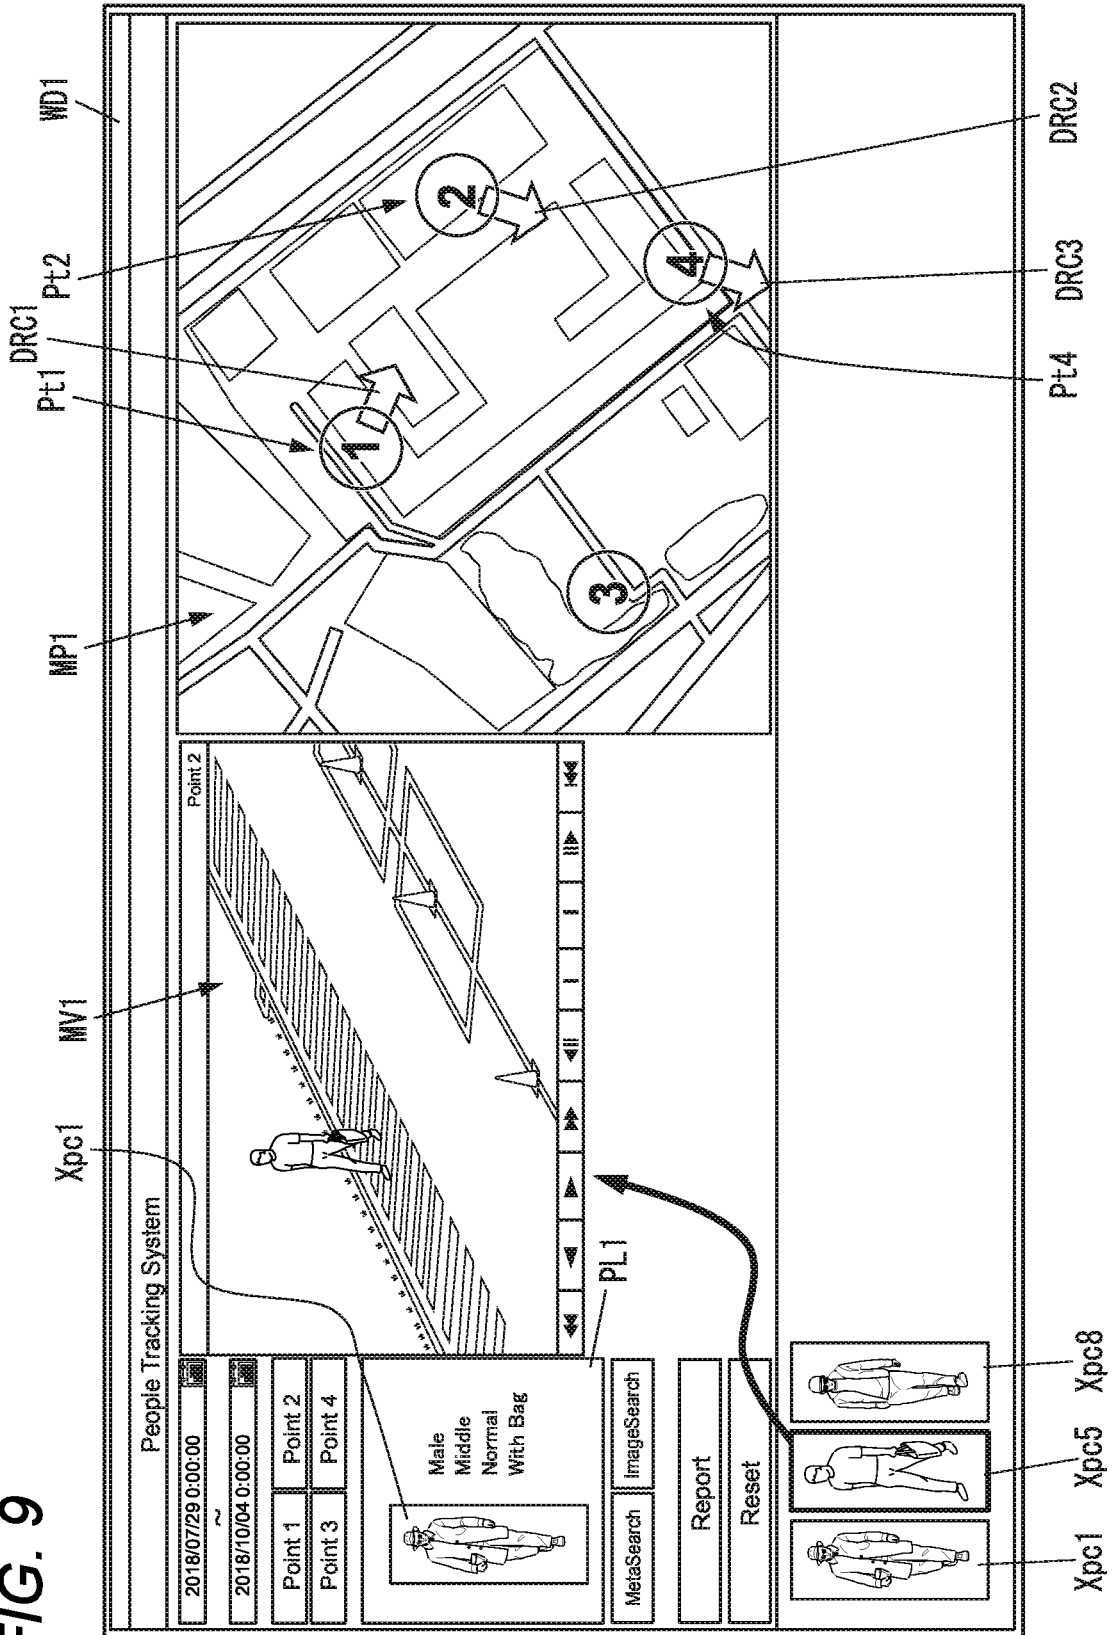 FIG. 9
WD1
Pt2
DRC1
Pt1
MP1
MV1
Xpc1
People Tracking System
2018/07/29 0:00:00
~
2018/10/04 0:00:00
Point 1
Point 2
Point 3
Point 4
Male
Middle
Normal
With Bag
MetaSearch
ImageSearch
Report
Reset
Point 2
1
2
3
4
PL1
DRC2
DRC3
Pt4
Xpc1
Xpc5
Xpc8